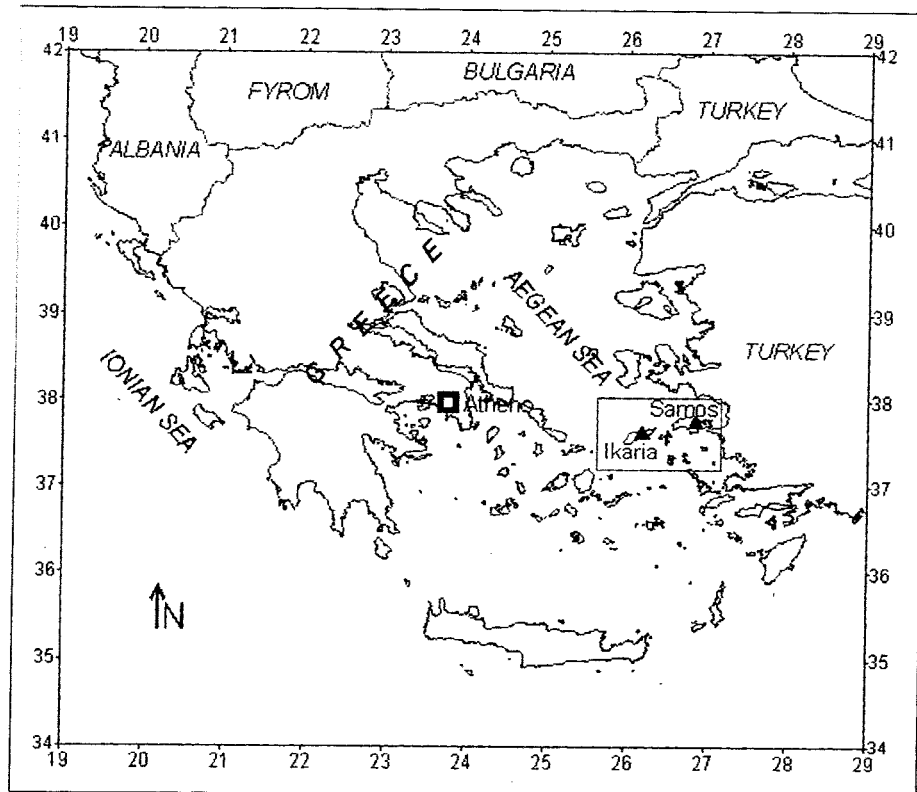 19 20 21 22 23 24 25 26 27 28 29
42 42
BULGARIA
FYROM
TURKEY
41 41
ALBANIA
40 40
GREECE
AEGEAN SEA
39 39
IONIAN SEA
TURKEY
38 38
Samos
Ikaria
37 37
36 36
N
35 35
34 34
19 20 21 22 23 24 25 26 27 28 29